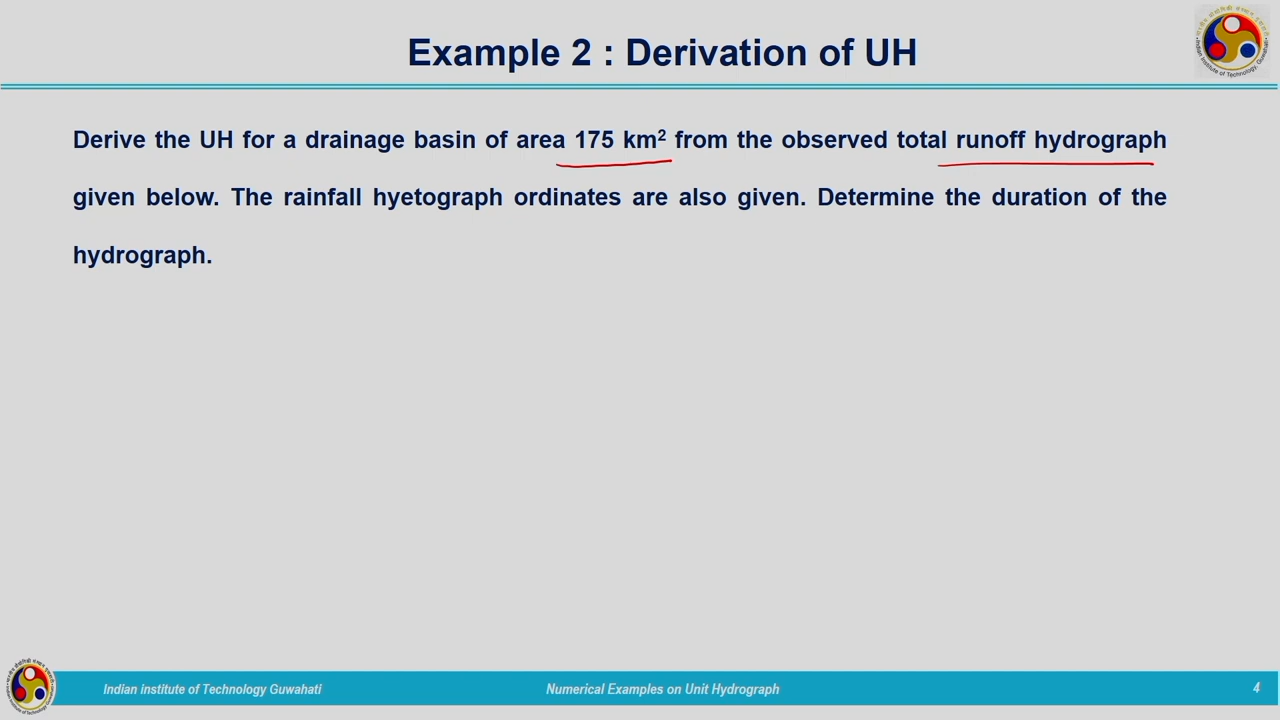 Example 2 : Derivation of UH
Derive the UH for a drainage basin of area 175 km² from the observed total runoff hydrograph
given below. The rainfall hyetograph ordinates are also given. Determine the duration of the
hydrograph.
Indian institute of Technology Guwahati
Numerical Examples on Unit Hydrograph
4